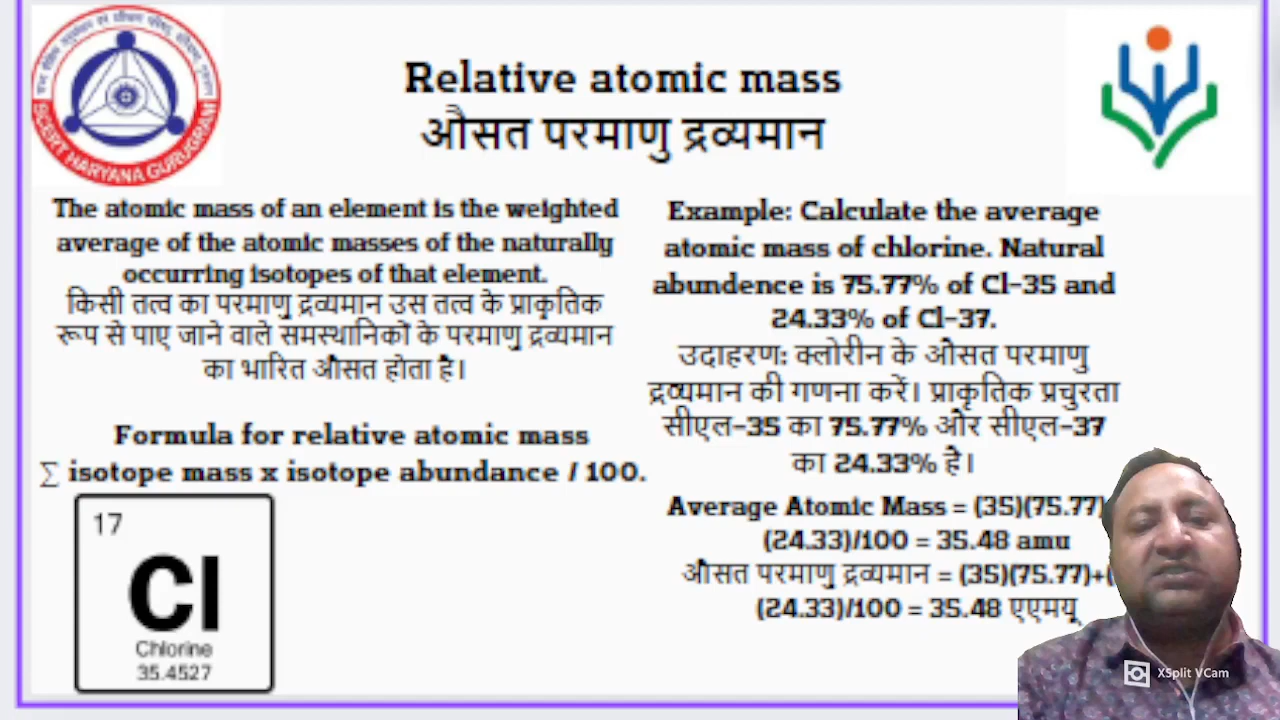 SCERT HARYANA GURUGRAM
Relative atomic mass
औसत परमाणु द्रव्यमान
The atomic mass of an element is the weighted
average of the atomic masses of the naturally
occurring isotopes of that element.
किसी तत्व का परमाणु द्रव्यमान उस तत्व के प्राकृतिक
रूप से पाए जाने वाले समस्थानिकों के परमाणु द्रव्यमान
का भारित औसत होता है।
Formula for relative atomic mass
∑ isotope mass x isotope abundance / 100.
17
Cl
Chlorine
35.4527
Example: Calculate the average
atomic mass of chlorine. Natural
abundence is 75.77% of Cl-35 and
24.33% of Cl-37.
उदाहरण: क्लोरीन के औसत परमाणु
द्रव्यमान की गणना करें। प्राकृतिक प्रचुरता
सीएल-35 का 75.77% और सीएल-37
का 24.33% है।
Average Atomic Mass = (35)(75.77)
(24.33)/100 = 35.48 amu
औसत परमाणु द्रव्यमान = (35)(75.77)+(
(24.33)/100 = 35.48 एएमयू
XSplit VCam